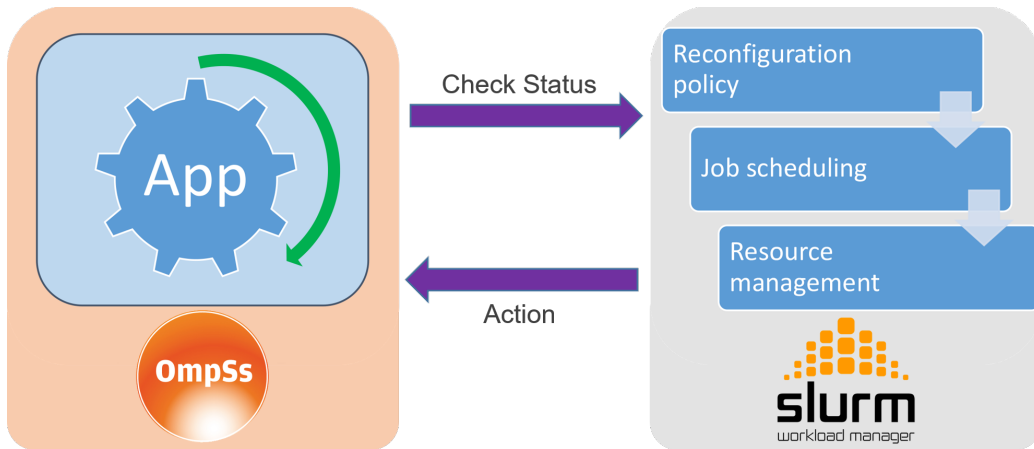 App
OmpSs
Check Status
Action
Reconfiguration
policy
Job scheduling
Resource
management
slurm
workload manager